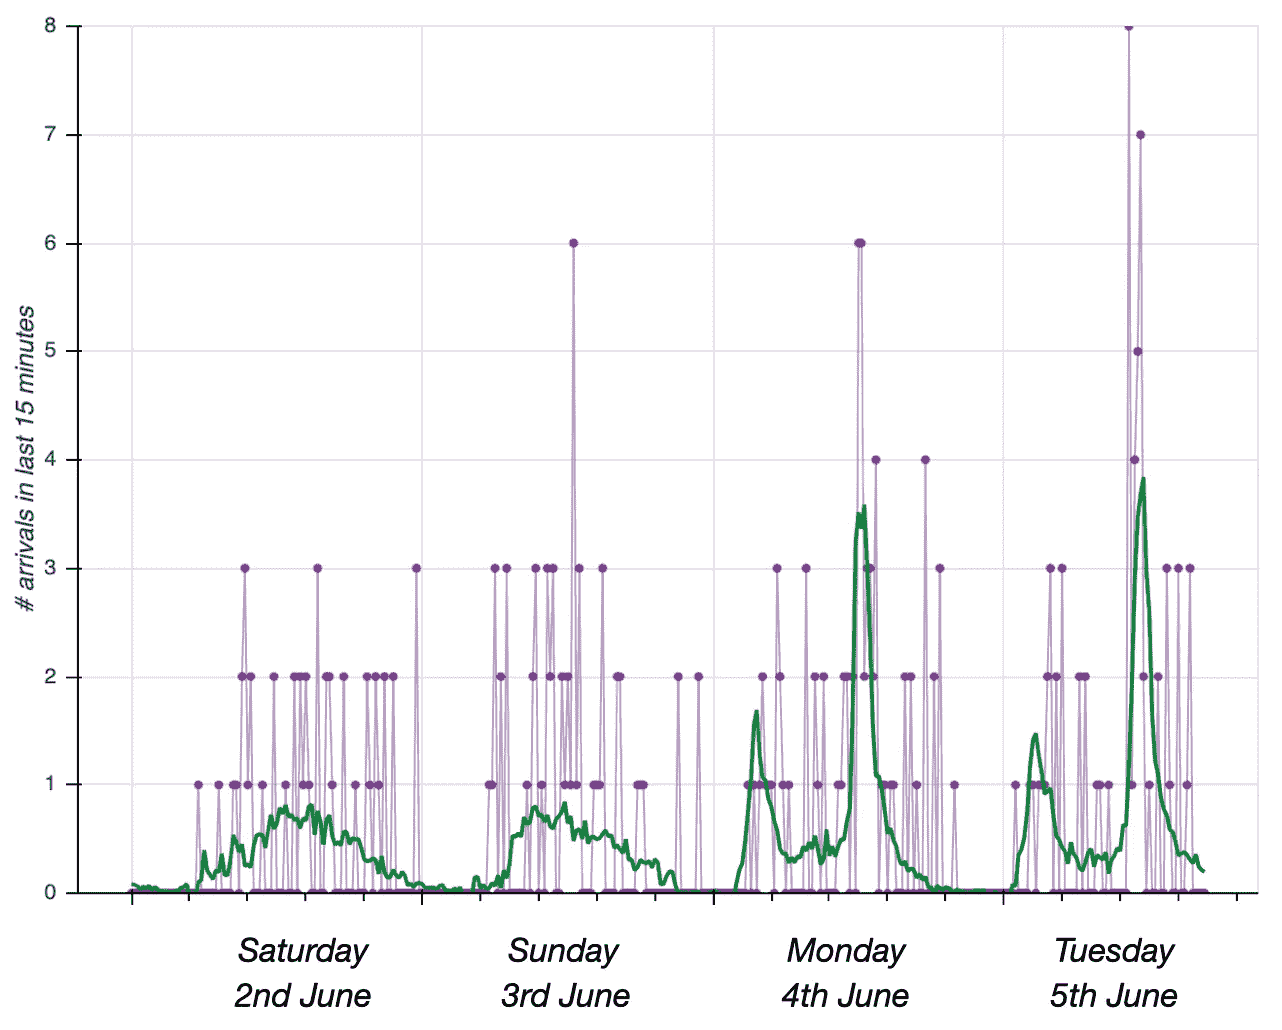 8
7
6
5
4
3
2
1
0
# arrivals in last 15 minutes
Saturday
2nd June
Sunday
3rd June
Monday
4th June
Tuesday
5th June